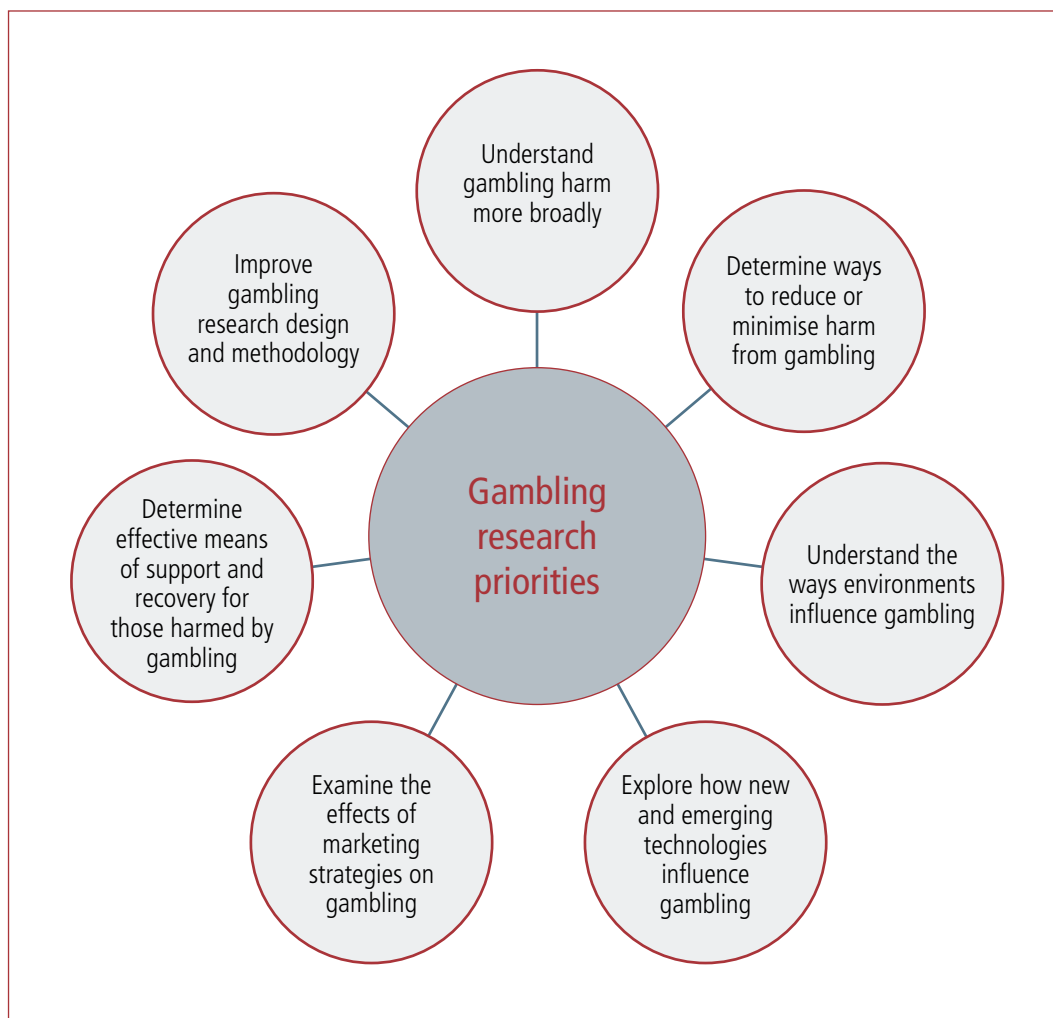 Understand
gambling harm
more broadly
Determine ways
to reduce or
minimise harm
from gambling
Understand the
ways environments
influence gambling
Explore how new
and emerging
technologies
influence
gambling
Examine the
effects of
marketing
strategies on
gambling
Determine
effective means
of support and
recovery for
those harmed by
gambling
Improve
gambling
research design
and methodology
Gambling
research
priorities